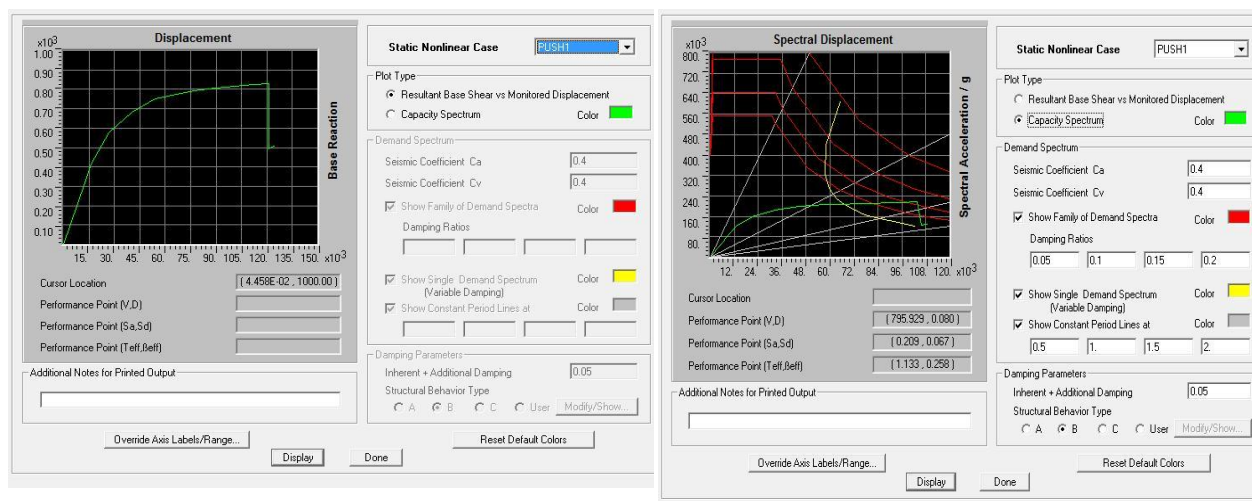 Displacement
x10³
1.00
0.90
0.80
0.70
0.60
0.50
0.40
0.30
0.20
0.10
15. 30. 45. 60. 75. 90. 105. 120. 135. 150. x10³
Base Reaction
Cursor Location ( 4.458E-02 , 1000.00 )
Performance Point (V,D)
Performance Point (Sa,Sd)
Performance Point (Teff,βeff)
Additional Notes for Printed Output
Static Nonlinear Case PUSH1
Plot Type
Resultant Base Shear vs Monitored Displacement
Capacity Spectrum Color
Demand Spectrum
Seismic Coefficient Ca 0.4
Seismic Coefficient Cv 0.4
Show Family of Demand Spectra Color
Damping Ratios
Show Single Demand Spectrum Color
(Variable Damping)
Show Constant Period Lines at Color
Damping Parameters
Inherent + Additional Damping 0.05
Structural Behavior Type
A B C User Modify/Show...
Override Axis Labels/Range... Reset Default Colors
Display Done
Spectral Displacement
x10³
800.
720.
640.
560.
480.
400.
320.
240.
160.
80.
12. 24. 36. 48. 60. 72. 84. 96. 108. 120. x10³
Spectral Acceleration / g
Cursor Location
Performance Point (V,D) ( 795.929 , 0.080 )
Performance Point (Sa,Sd) ( 0.209 , 0.067 )
Performance Point (Teff,βeff) ( 1.133 , 0.258 )
Additional Notes for Printed Output
Static Nonlinear Case PUSH1
Plot Type
Resultant Base Shear vs Monitored Displacement
Capacity Spectrum Color
Demand Spectrum
Seismic Coefficient Ca 0.4
Seismic Coefficient Cv 0.4
Show Family of Demand Spectra Color
Damping Ratios
0.05 0.1 0.15 0.2
Show Single Demand Spectrum Color
(Variable Damping)
Show Constant Period Lines at Color
0.5 1. 1.5 2.
Damping Parameters
Inherent + Additional Damping 0.05
Structural Behavior Type
A B C User Modify/Show...
Override Axis Labels/Range... Reset Default Colors
Display Done